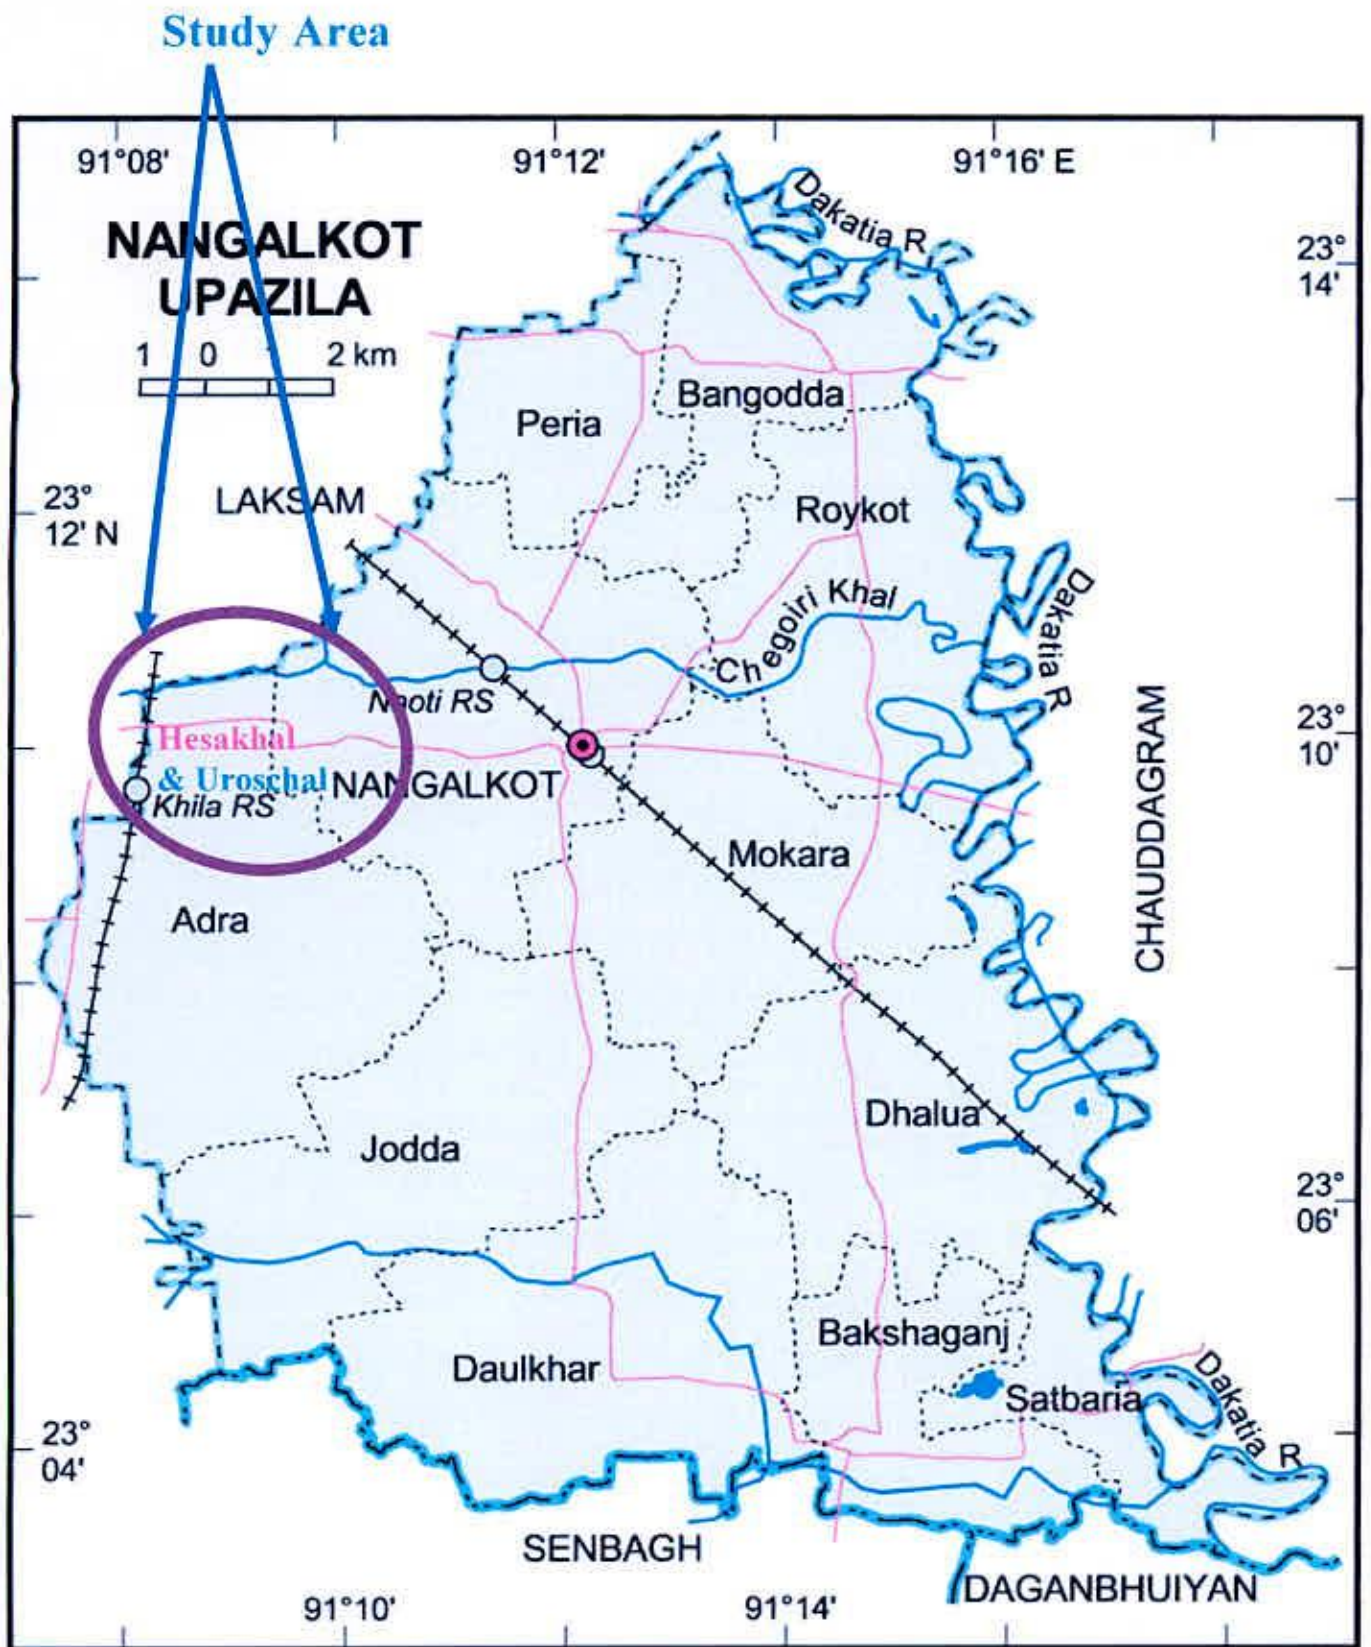 Study Area
91°08'
91°12'
91°16' E
NANGALKOT
UPAZILA
1 0 2 km
Dakatia R
23°
14'
Bangodda
Peria
LAKSAM
23°
12' N
Roykot
Chegoiri Khal
Dakatia R
Naoti RS
Hesakhal
& Uroschal
NANGALKOT
Khila RS
23°
10'
CHAUDDAGRAM
Mokara
Adra
Dhalua
Jodda
23°
06'
Bakshaganj
Daulkhar
Satbaria
Dakatia R
23°
04'
SENBAGH
DAGANBHUIYAN
91°10'
91°14'